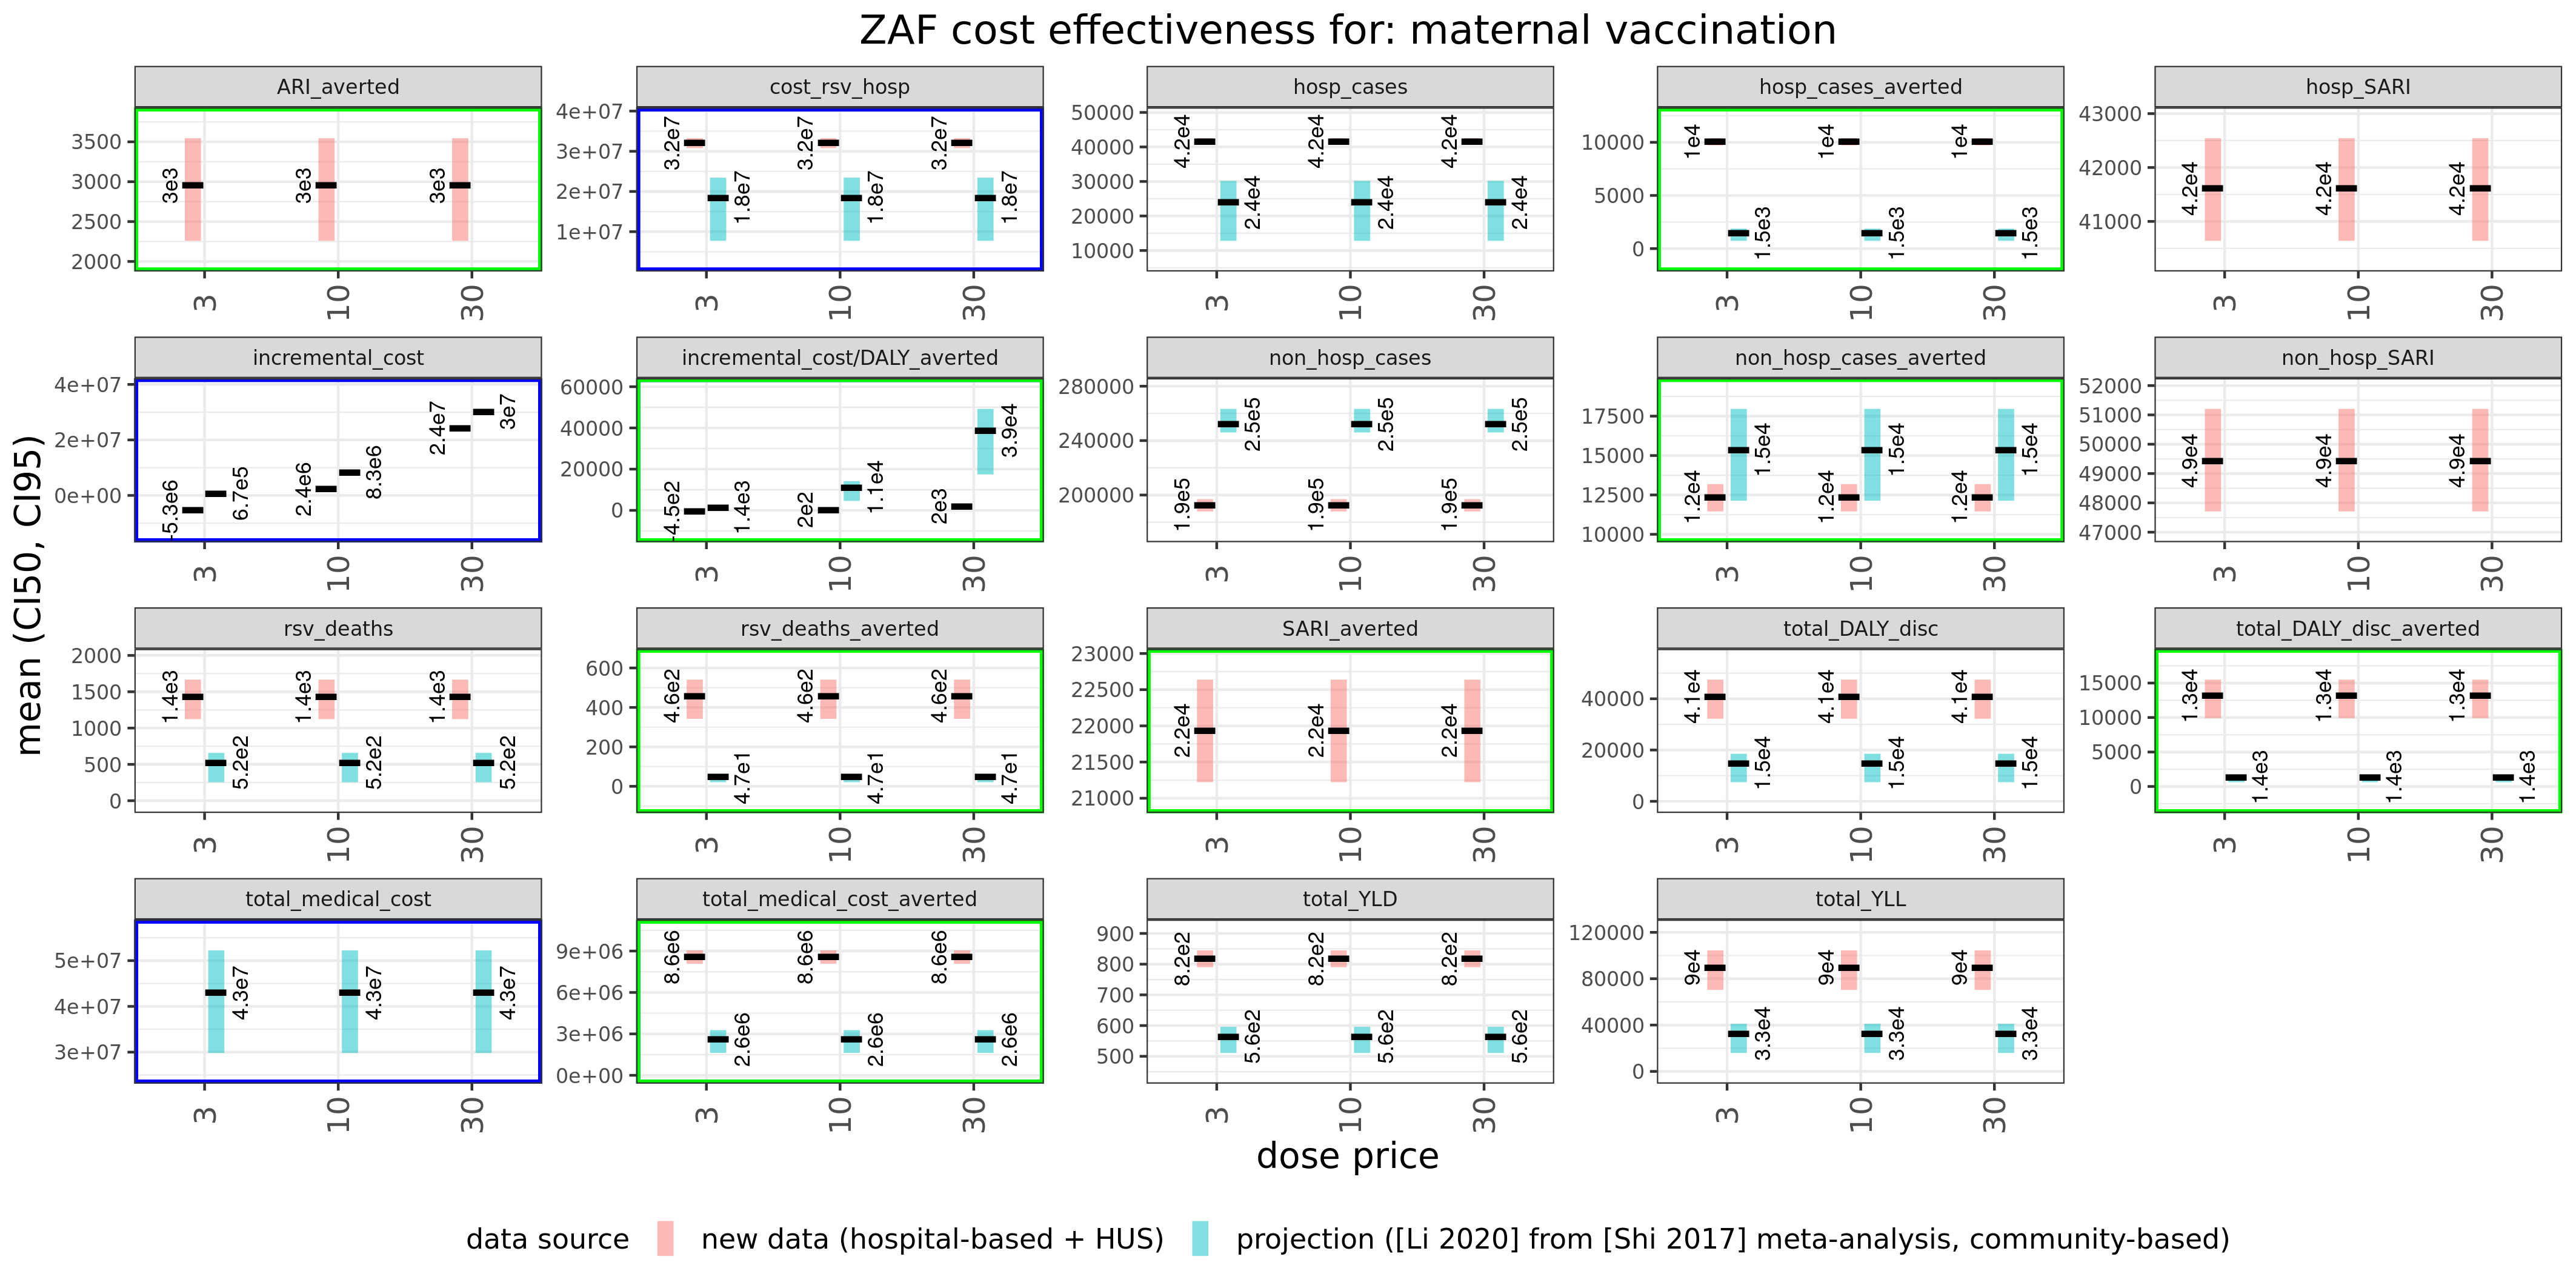 ZAF cost effectiveness for: maternal vaccination
mean (CI50, CI95)
ARI_averted
3500
3000
2500
2000
3e3
3e3
3e3
3
10
30
cost_rsv_hosp
4e+07
3e+07
2e+07
1e+07
3.2e7
1.8e7
3.2e7
1.8e7
3.2e7
1.8e7
3
10
30
hosp_cases
50000
40000
30000
20000
10000
4.2e4
2.4e4
4.2e4
2.4e4
4.2e4
2.4e4
3
10
30
hosp_cases_averted
10000
5000
0
1e4
1.5e3
1e4
1.5e3
1e4
1.5e3
3
10
30
hosp_SARI
43000
42000
41000
4.2e4
4.2e4
4.2e4
3
10
30
incremental_cost
4e+07
2e+07
0e+00
-5.3e6
6.7e5
2.4e6
8.3e6
2.4e7
3e7
3
10
30
incremental_cost/DALY_averted
60000
40000
20000
0
-4.5e2
1.4e3
2e2
1.1e4
2e3
3.9e4
3
10
30
non_hosp_cases
280000
240000
200000
1.9e5
2.5e5
1.9e5
2.5e5
1.9e5
2.5e5
3
10
30
non_hosp_cases_averted
17500
15000
12500
10000
1.2e4
1.5e4
1.2e4
1.5e4
1.2e4
1.5e4
3
10
30
non_hosp_SARI
52000
51000
50000
49000
48000
47000
4.9e4
4.9e4
4.9e4
3
10
30
rsv_deaths
2000
1500
1000
500
0
1.4e3
5.2e2
1.4e3
5.2e2
1.4e3
5.2e2
3
10
30
rsv_deaths_averted
600
400
200
0
4.6e2
4.7e1
4.6e2
4.7e1
4.6e2
4.7e1
3
10
30
SARI_averted
23000
22500
22000
21500
21000
2.2e4
2.2e4
2.2e4
3
10
30
total_DALY_disc
40000
20000
0
4.1e4
1.5e4
4.1e4
1.5e4
4.1e4
1.5e4
3
10
30
total_DALY_disc_averted
15000
10000
5000
0
1.3e4
1.4e3
1.3e4
1.4e3
1.3e4
1.4e3
3
10
30
total_medical_cost
5e+07
4e+07
3e+07
4.3e7
4.3e7
4.3e7
3
10
30
total_medical_cost_averted
9e+06
6e+06
3e+06
0e+00
8.6e6
2.6e6
8.6e6
2.6e6
8.6e6
2.6e6
3
10
30
total_YLD
900
800
700
600
500
8.2e2
5.6e2
8.2e2
5.6e2
8.2e2
5.6e2
3
10
30
total_YLL
120000
80000
40000
0
9e4
3.3e4
9e4
3.3e4
9e4
3.3e4
3
10
30
dose price
data source
new data (hospital-based + HUS)
projection ([Li 2020] from [Shi 2017] meta-analysis, community-based)